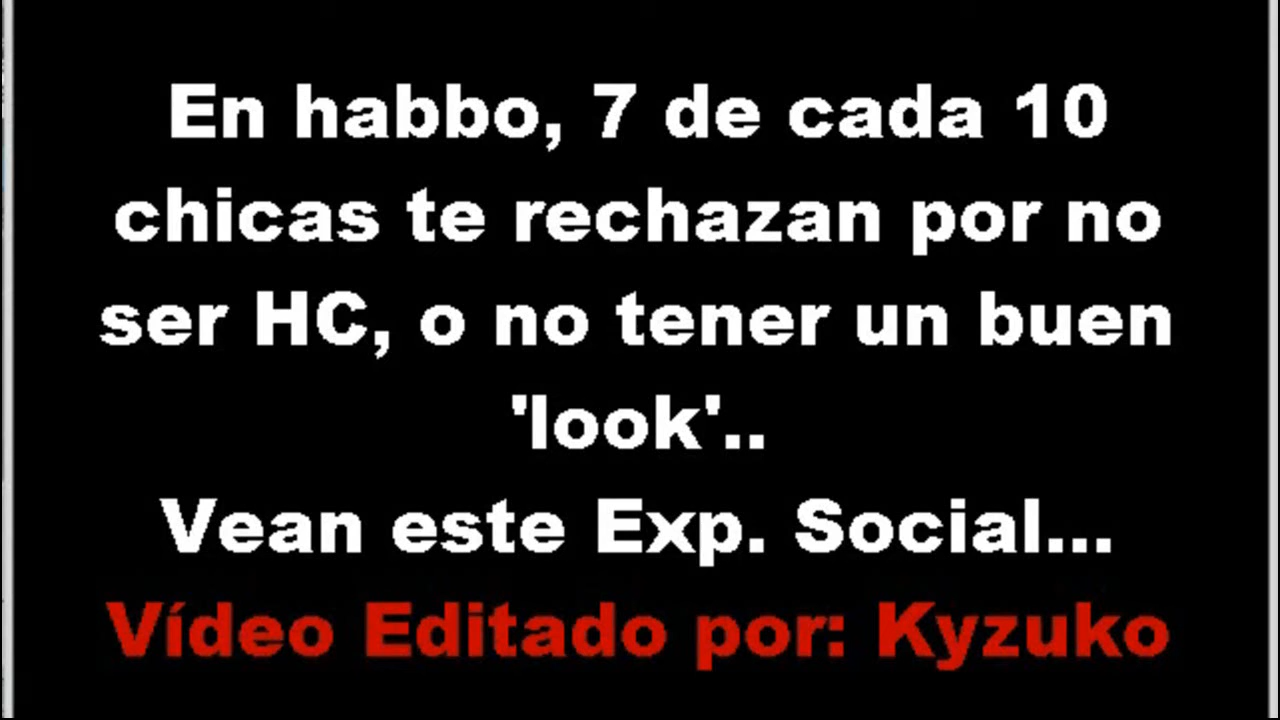 En habbo, 7 de cada 10
chicas te rechazan por no
ser HC, o no tener un buen
'look'..
Vean este Exp. Social...
Vídeo Editado por: Kyzuko